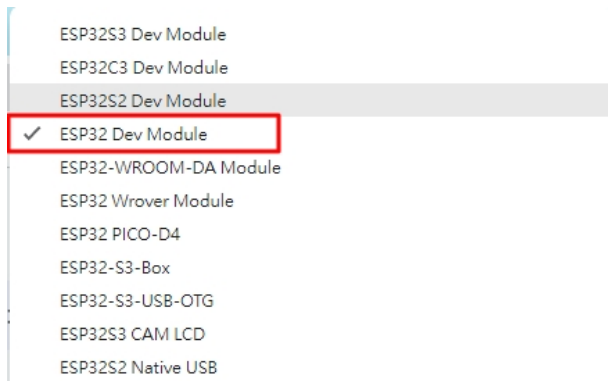 ESP32S3 Dev Module
ESP32C3 Dev Module
ESP32S2 Dev Module
ESP32 Dev Module
ESP32-WROOM-DA Module
ESP32 Wrover Module
ESP32 PICO-D4
ESP32-S3-Box
ESP32-S3-USB-OTG
ESP32S3 CAM LCD
ESP32S2 Native USB